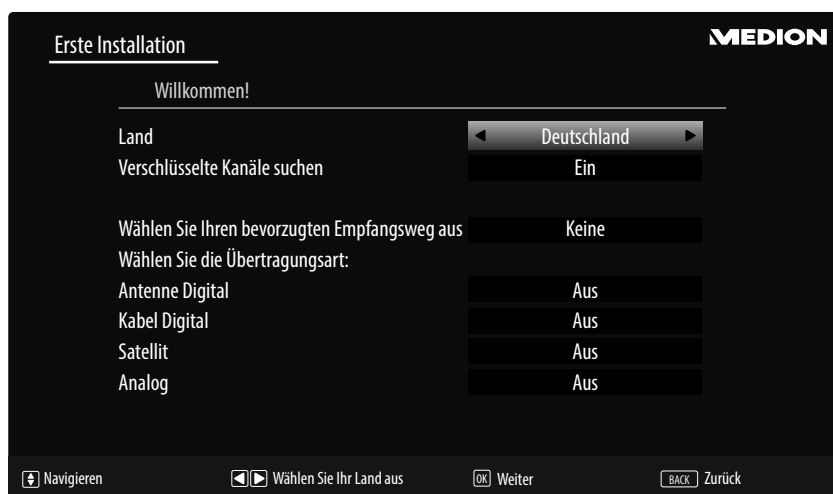 Erste Installation
MEDION
Willkommen!
Land Deutschland
Verschlüsselte Kanäle suchen Ein
Wählen Sie Ihren bevorzugten Empfangsweg aus Keine
Wählen Sie die Übertragungsart:
Antenne Digital Aus
Kabel Digital Aus
Satellit Aus
Analog Aus
Navigieren Wählen Sie Ihr Land aus OK Weiter BACK Zurück